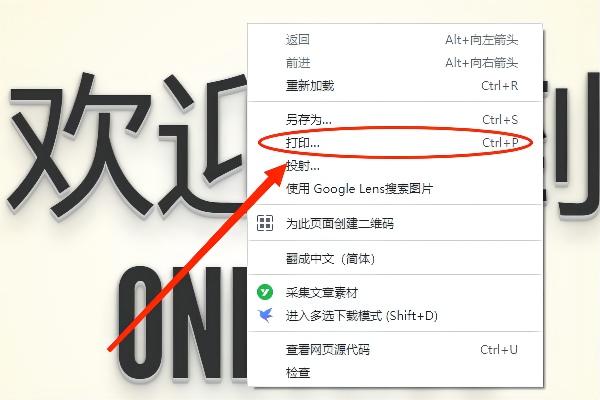 欢迎
到
ONE
返回 Alt+向左箭头
前进 Alt+向右箭头
重新加载 Ctrl+R
另存为... Ctrl+S
打印... Ctrl+P
投射...
使用 Google Lens搜索图片
为此页面创建二维码
翻成中文（简体）
采集文章素材
进入多选下载模式 (Shift+D)
查看网页源代码 Ctrl+U
检查